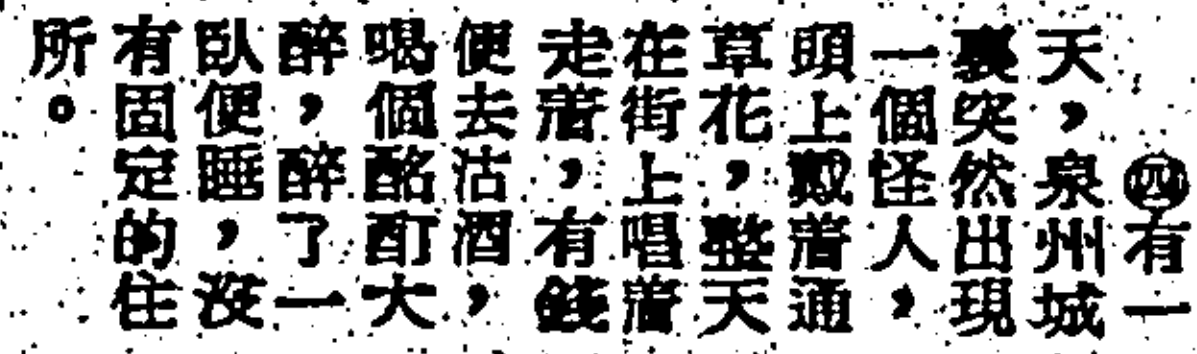 ㊃有一
天，泉州城
裏突然出現
一個怪人，
頭上戴着通
草花，整天
在街上唱着
走着，有錢
便去沽酒，
喝個酩酊大
醉，醉了一
臥便睡，沒
有固定的住
所。